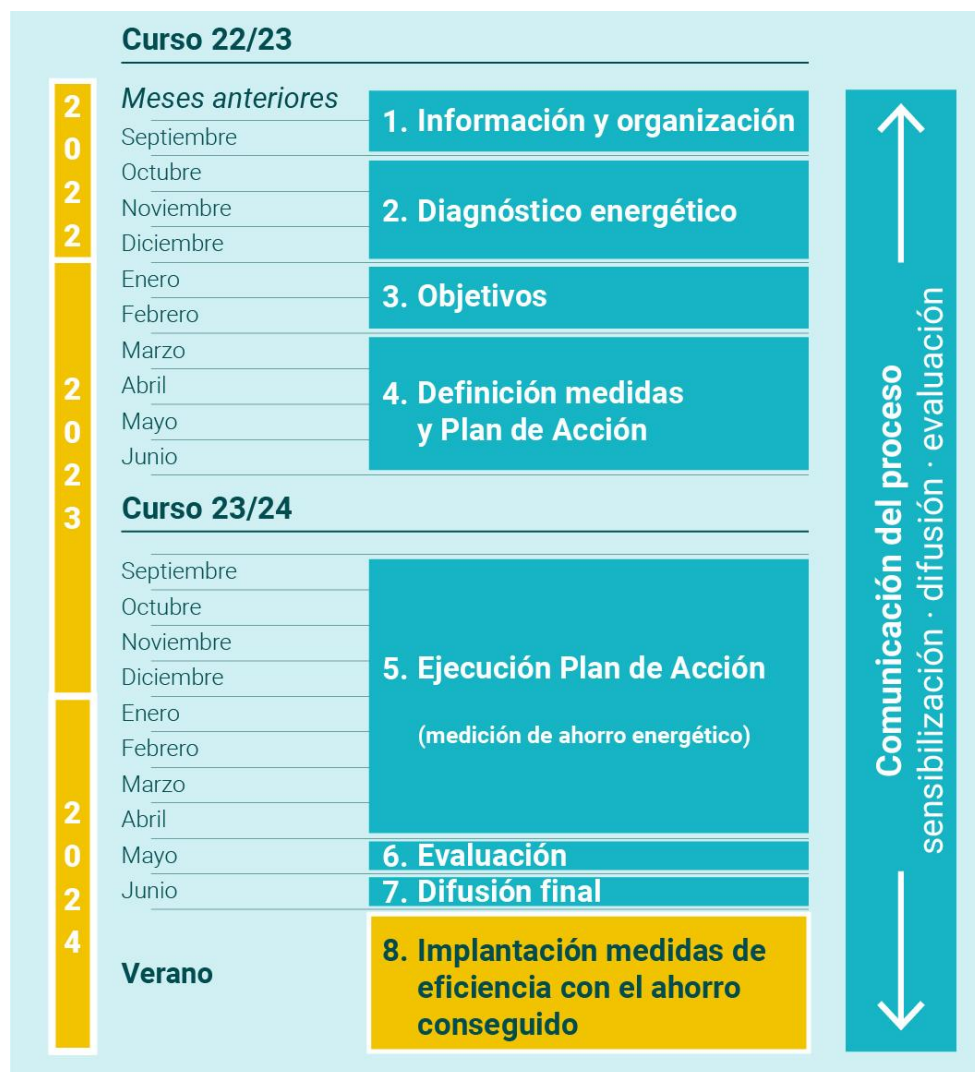 Curso 22/23
2022
Meses anteriores
Septiembre
1. Información y organización
Octubre
Noviembre
Diciembre
2. Diagnóstico energético
2023
Enero
Febrero
3. Objetivos
Marzo
Abril
Mayo
Junio
4. Definición medidas
y Plan de Acción
Curso 23/24
Septiembre
Octubre
Noviembre
Diciembre
Enero
Febrero
Marzo
Abril
5. Ejecución Plan de Acción
(medición de ahorro energético)
2024
Mayo
6. Evaluación
Junio
7. Difusión final
Verano
8. Implantación medidas de
eficiencia con el ahorro
conseguido
Comunicación del proceso
sensibilización · difusión · evaluación